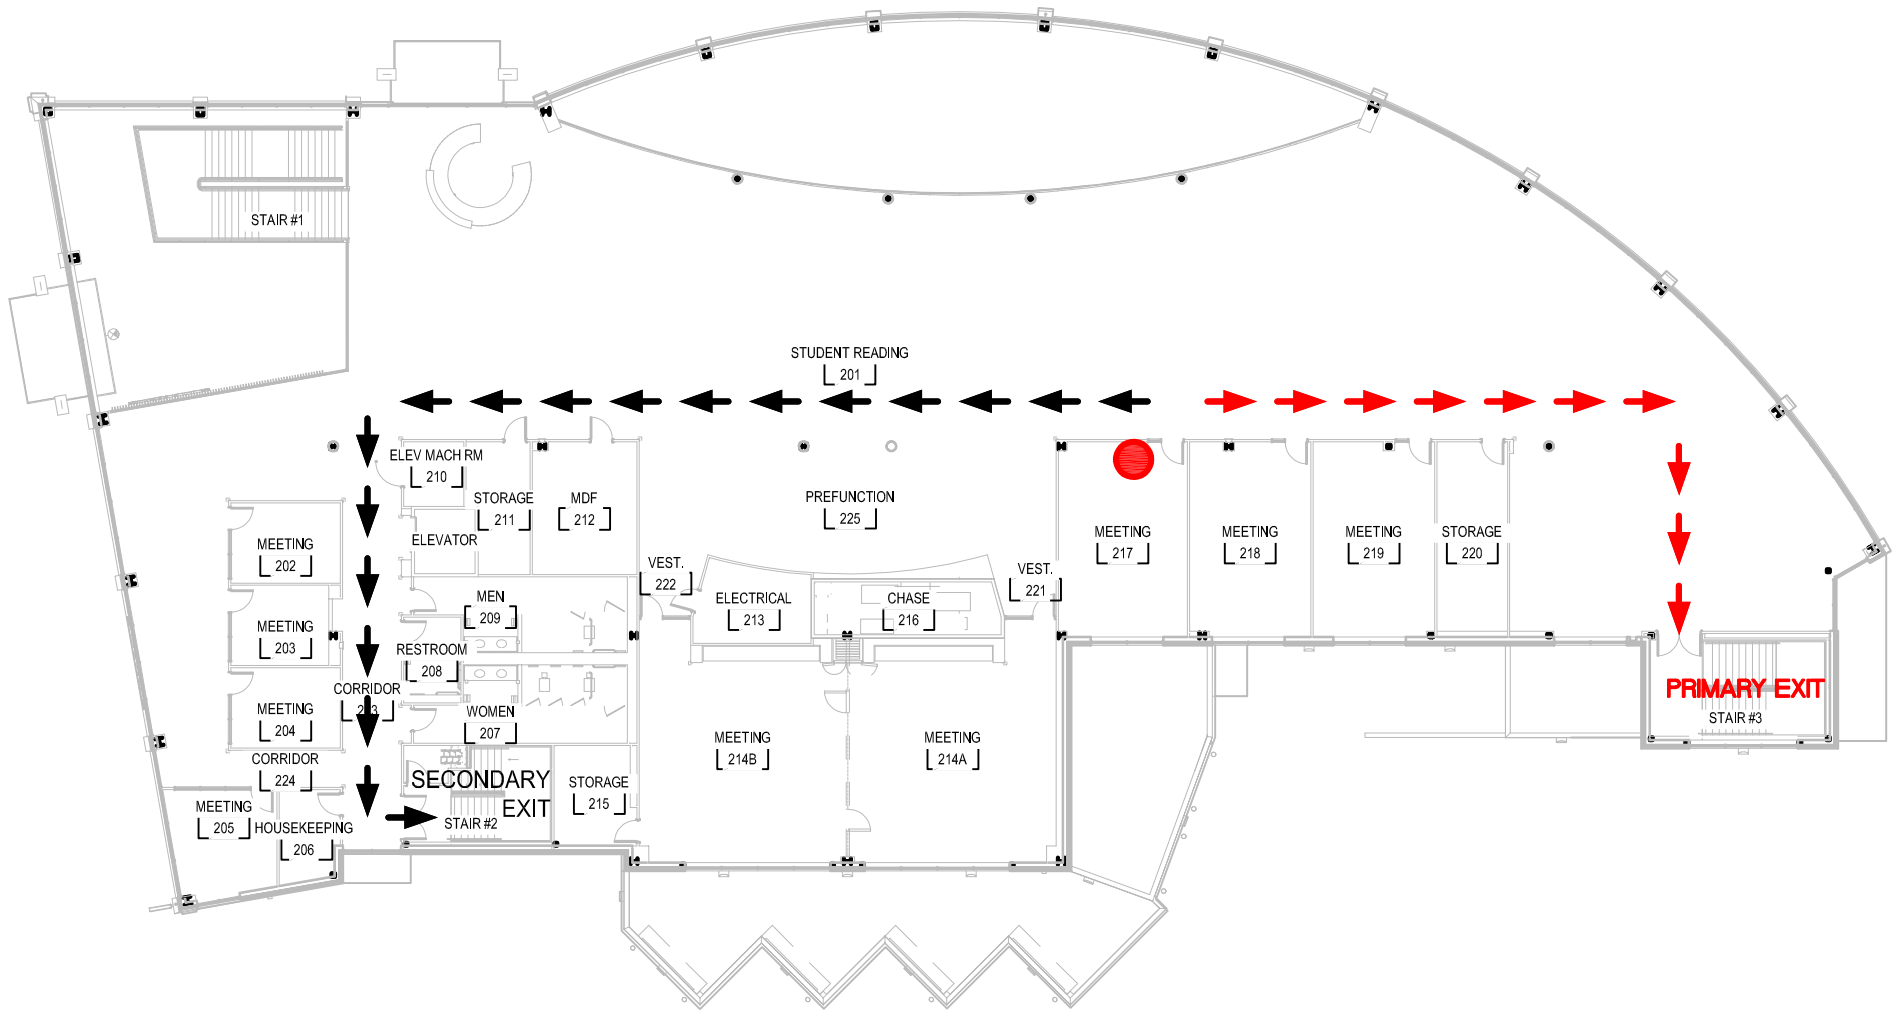 STAIR #1
STUDENT READING
201
ELEV MACH RM
210
STORAGE
211
MDF
212
PREFUNCTION
225
ELEVATOR
MEETING
202
MEETING
217
MEETING
218
MEETING
219
STORAGE
220
VEST.
222
VEST.
221
MEN
209
ELECTRICAL
213
CHASE
216
MEETING
203
RESTROOM
208
CORRIDOR
MEETING
204
WOMEN
207
PRIMARY EXIT
STAIR #3
MEETING
214B
MEETING
214A
CORRIDOR
224
SECONDARY
EXIT
STORAGE
215
MEETING
205
HOUSEKEEPING
206
STAIR #2